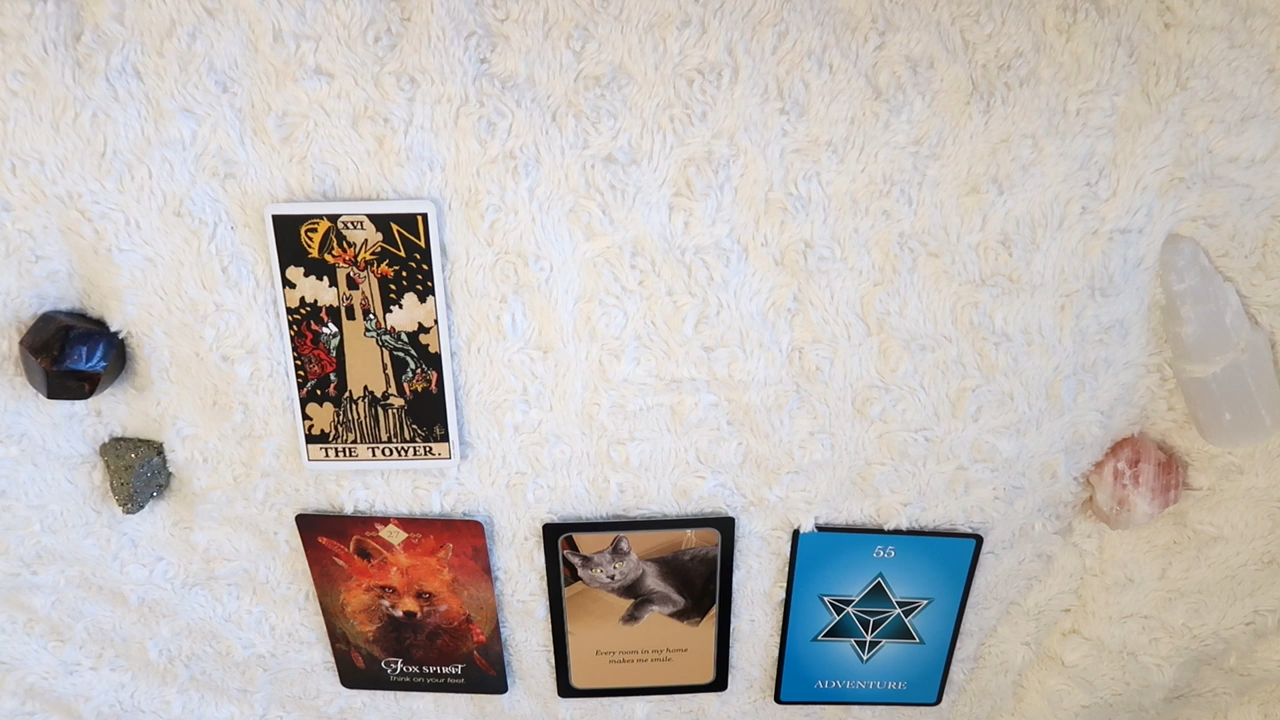 XVI
THE TOWER.
27
FOX SPIRIT
Think on your feet.
Every room in my home
makes me smile.
55
ADVENTURE